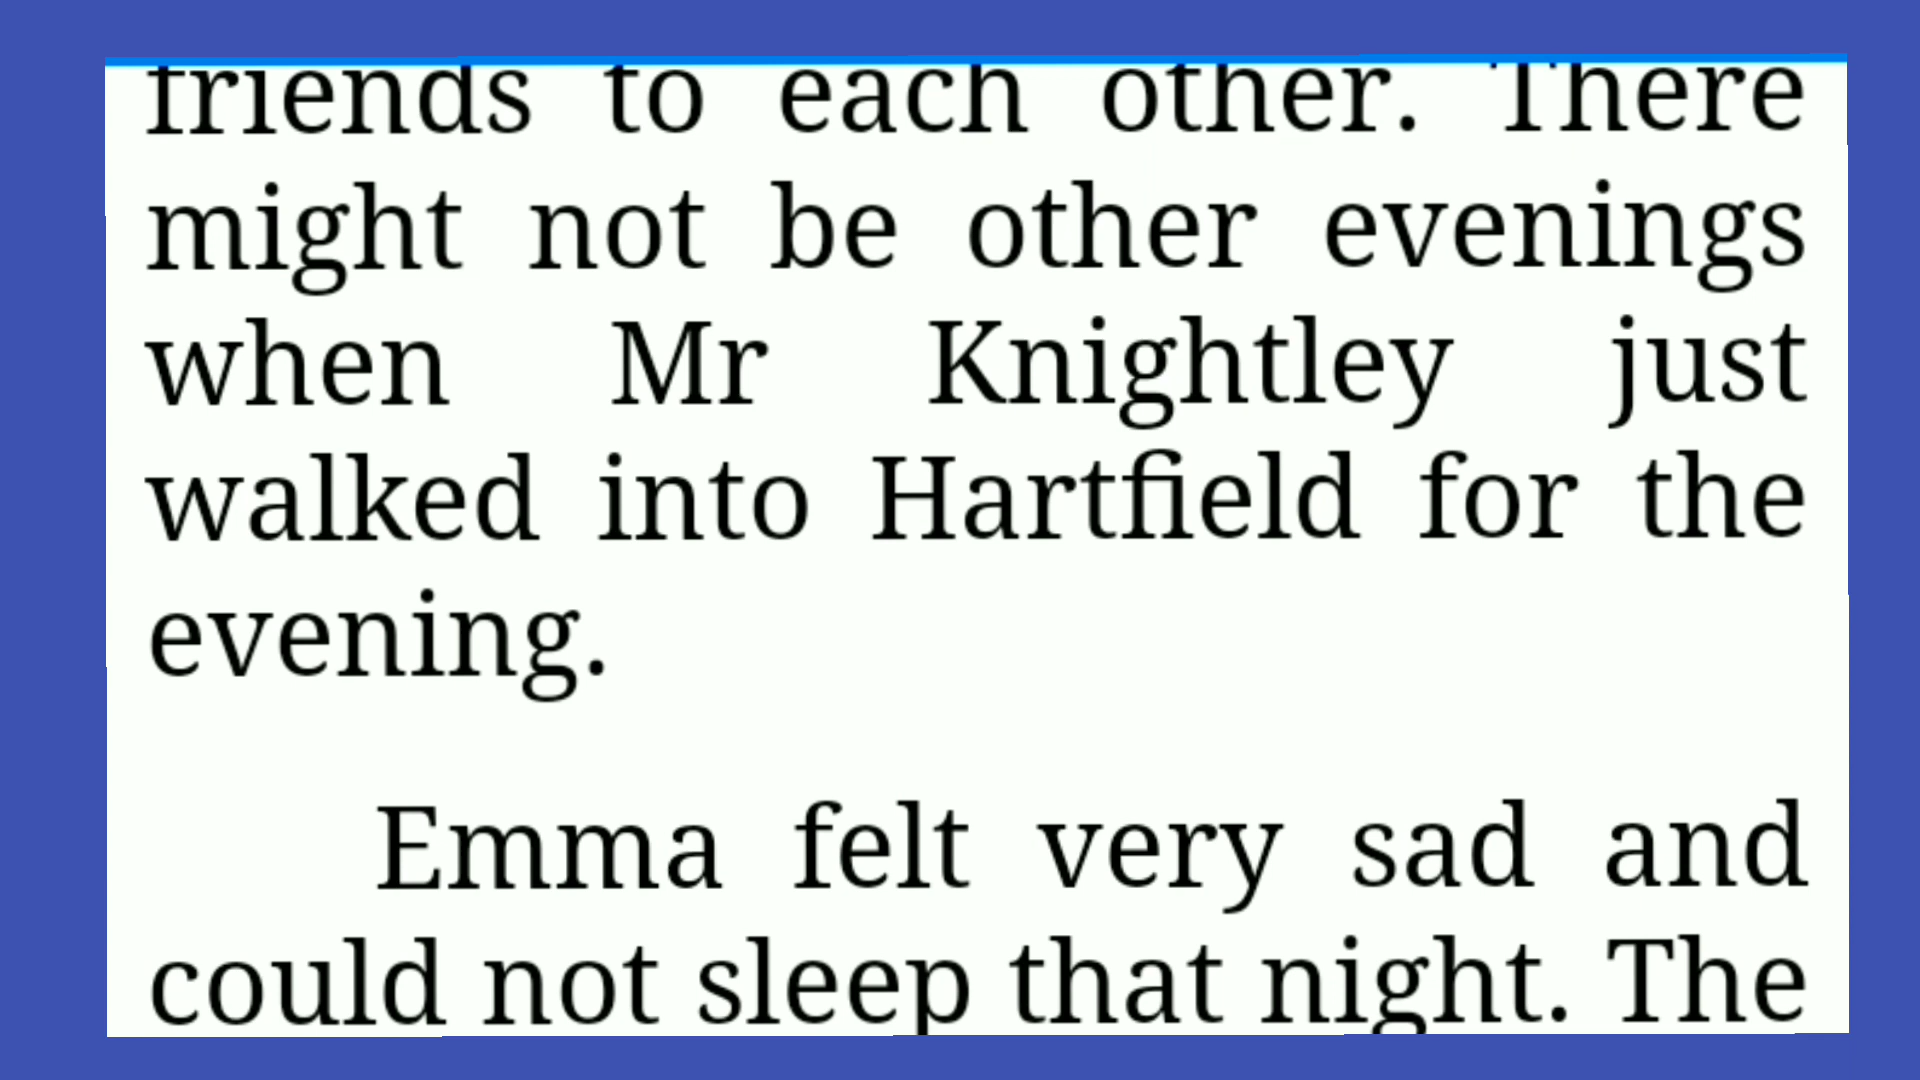 friends to each other. There
might not be other evenings
when Mr Knightley just
walked into Hartfield for the
evening.
Emma felt very sad and
could not sleep that night. The